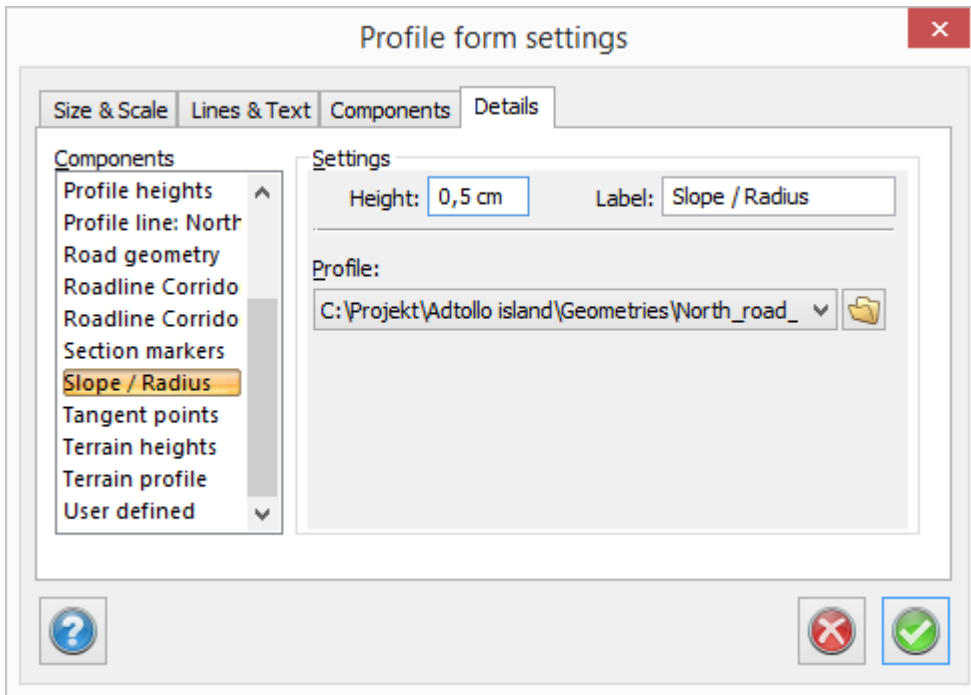 Profile form settings
Size & Scale
Lines & Text
Components
Details
Components
Profile heights
Profile line: North
Road geometry
Roadline Corrido
Roadline Corrido
Section markers
Slope / Radius
Tangent points
Terrain heights
Terrain profile
User defined
Settings
Height: 0,5 cm
Label: Slope / Radius
Profile:
C:\Projekt\Adtollo island\Geometries\North_road_